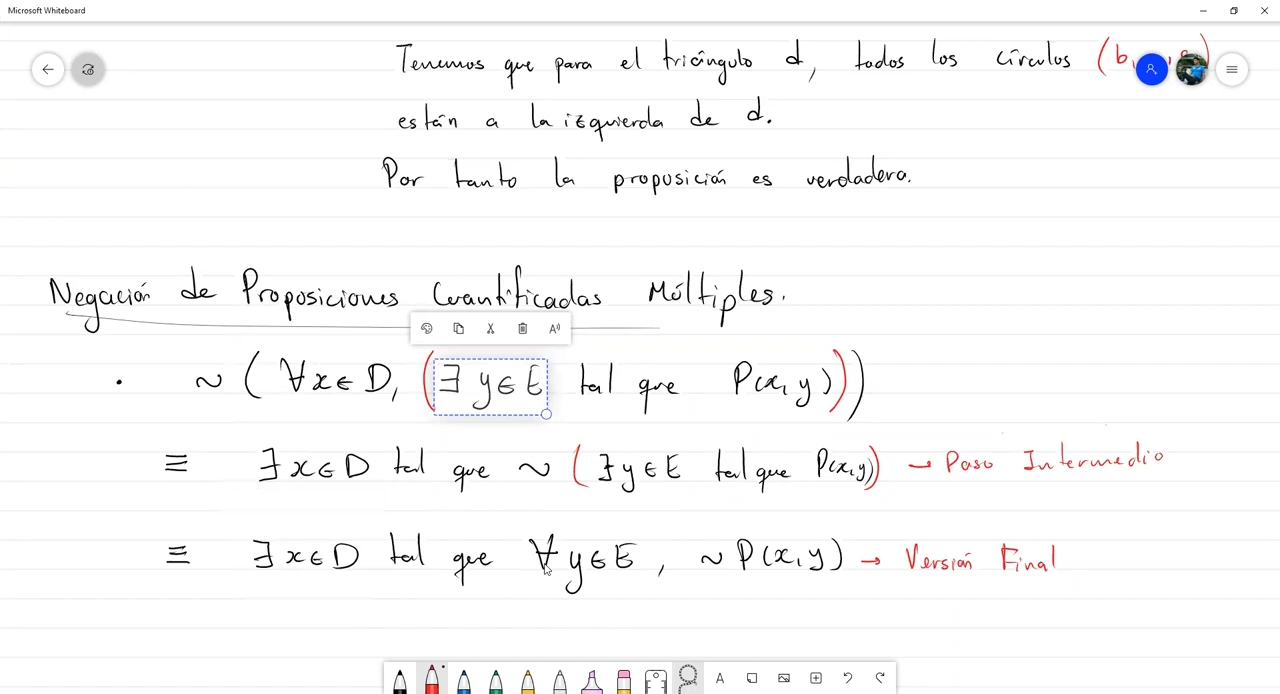 Microsoft Whiteboard
Tenemos que para el triángulo d, todos los círculos (b,
están a la izquierda de d.
Por tanto la proposición es verdadera.
Negación de Proposiciones Cuantificadas Múltiples.
• ~ ( ∀x∈D, (∃ y∈E tal que P(x,y)))
≡ ∃x∈D tal que ~ (∃y∈E tal que P(x,y)) → Paso Intermedio
≡ ∃x∈D tal que ∀y∈E, ~P(x,y) → Versión Final